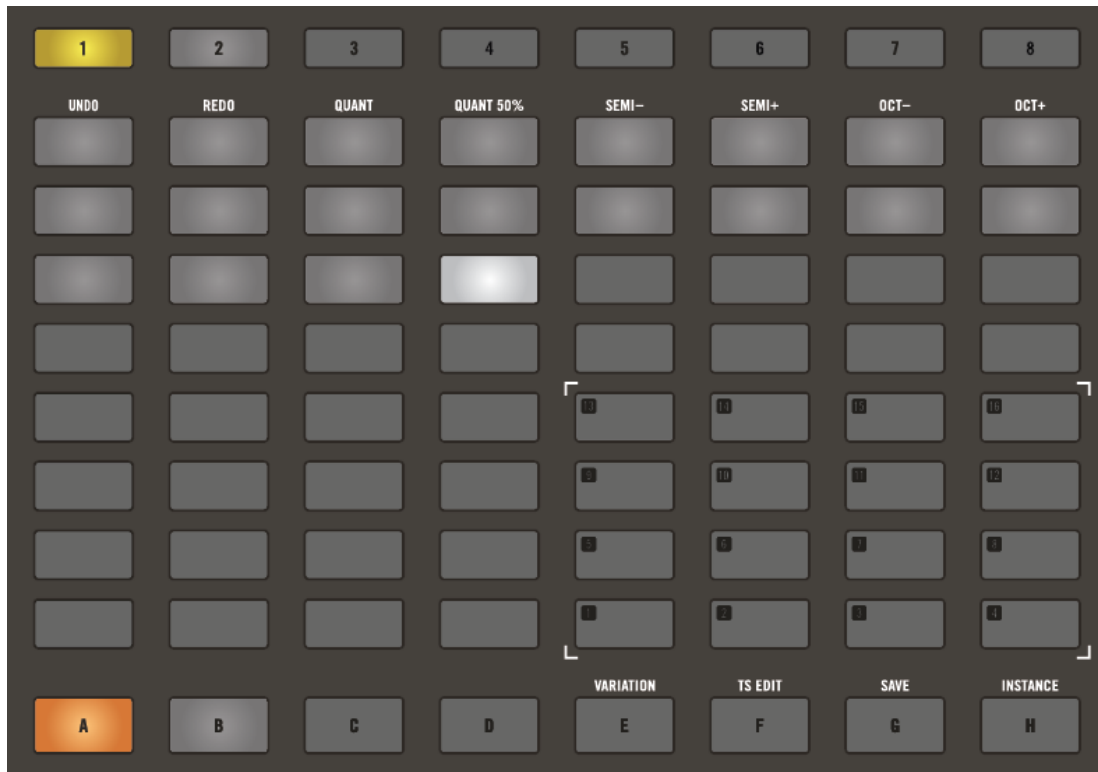 1 2 3 4 5 6 7 8
UNDO REDO QUANT QUANT 50% SEMI− SEMI+ OCT− OCT+
13 14 15 16
9 10 11 12
5 6 7 8
1 2 3 4
VARIATION TS EDIT SAVE INSTANCE
A B C D E F G H